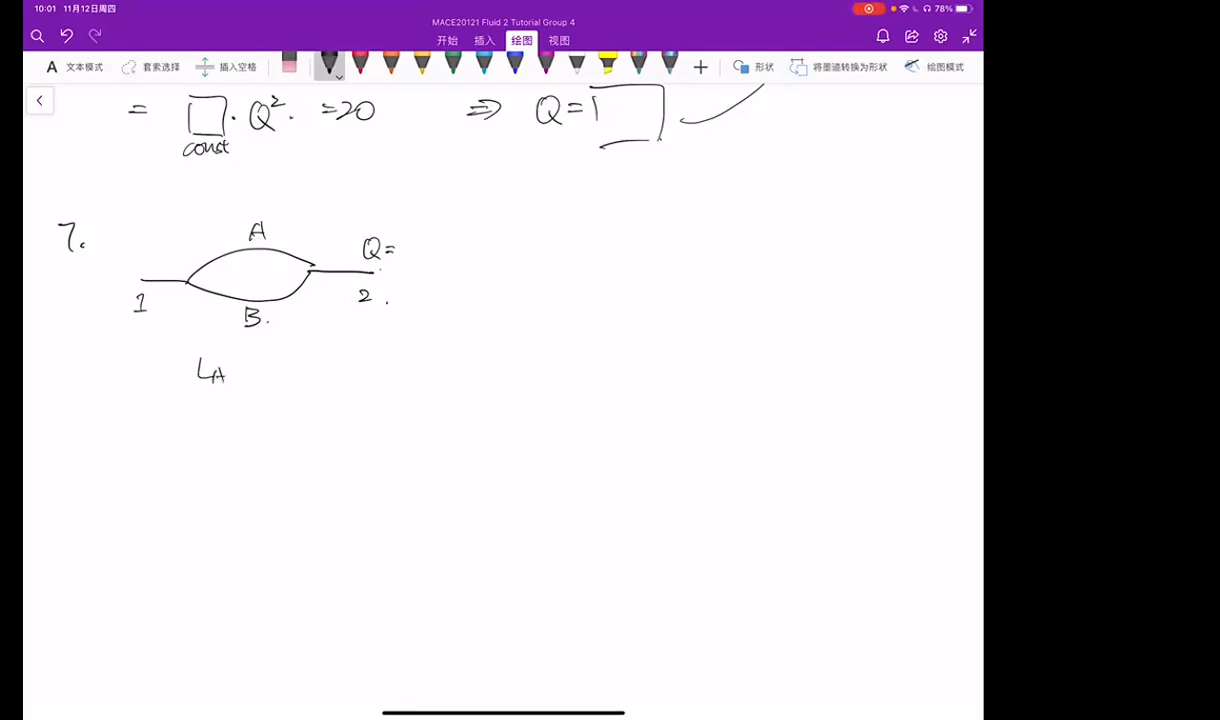 10:01 11月12日周四
78%
MACE20121 Fluid 2 Tutorial Group 4
开始 插入 绘图 视图
A 文本模式 套索选择 插入空格 形状 将墨迹转换为形状 绘图模式
= □ · Q². =20 ⇒ Q=
const
7.
A
Q=
1
2.
B.
LA